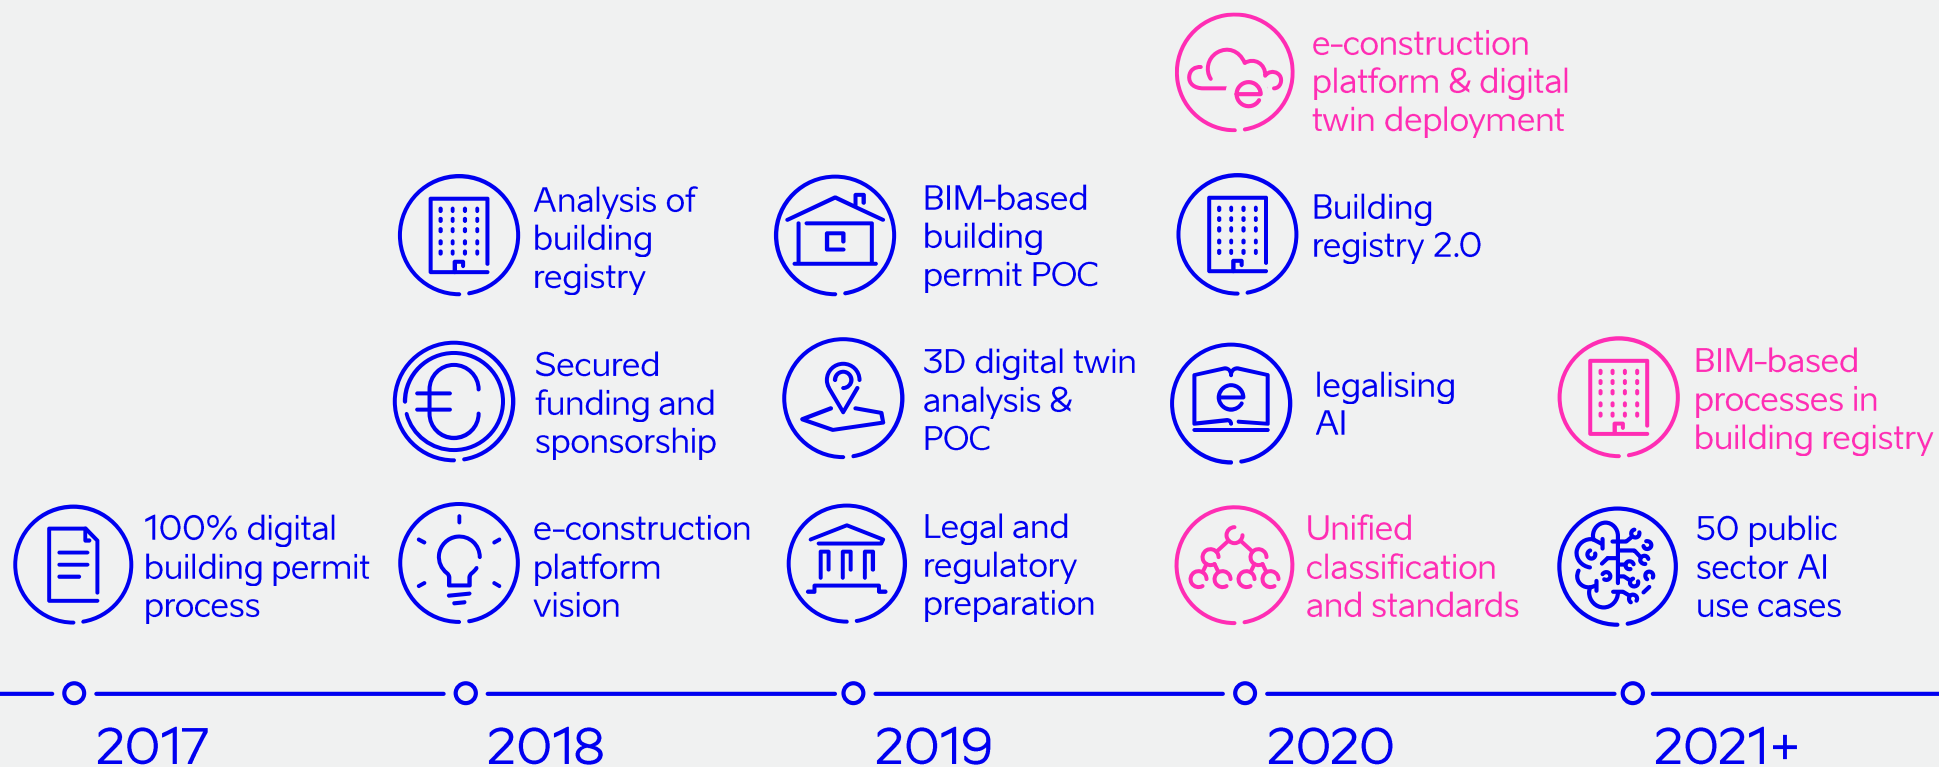 e-construction
platform & digital
twin deployment
Analysis of
building
registry
BIM-based
building
permit POC
Building
registry 2.0
Secured
funding and
sponsorship
3D digital twin
analysis &
POC
legalising
AI
BIM-based
processes in
building registry
100% digital
building permit
process
e-construction
platform
vision
Legal and
regulatory
preparation
Unified
classification
and standards
50 public
sector AI
use cases
2017
2018
2019
2020
2021+